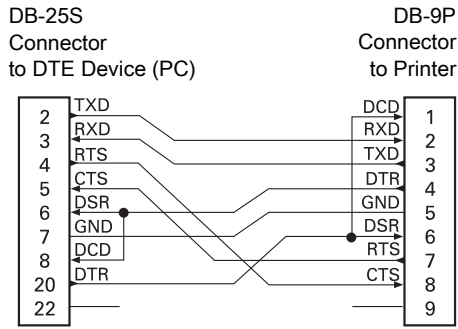 DB-25S
Connector
to DTE Device (PC)
DB-9P
Connector
to Printer
2 TXD
3 RXD
4 RTS
5 CTS
6 DSR
7 GND
8 DCD
20 DTR
22
DCD 1
RXD 2
TXD 3
DTR 4
GND 5
DSR 6
RTS 7
CTS 8
9